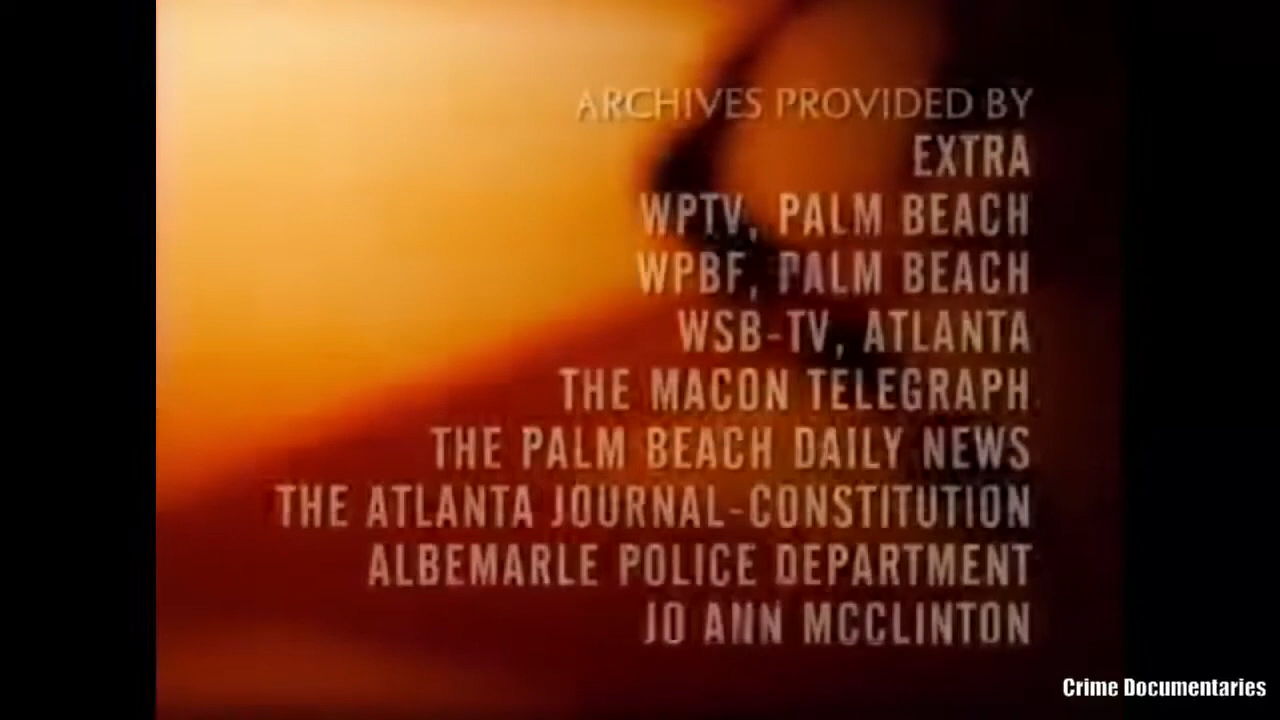 ARCHIVES PROVIDED BY
EXTRA
WPTV, PALM BEACH
WPBF, PALM BEACH
WSB-TV, ATLANTA
THE MACON TELEGRAPH
THE PALM BEACH DAILY NEWS
THE ATLANTA JOURNAL-CONSTITUTION
ALBEMARLE POLICE DEPARTMENT
JO ANN MCCLINTON
Crime Documentaries